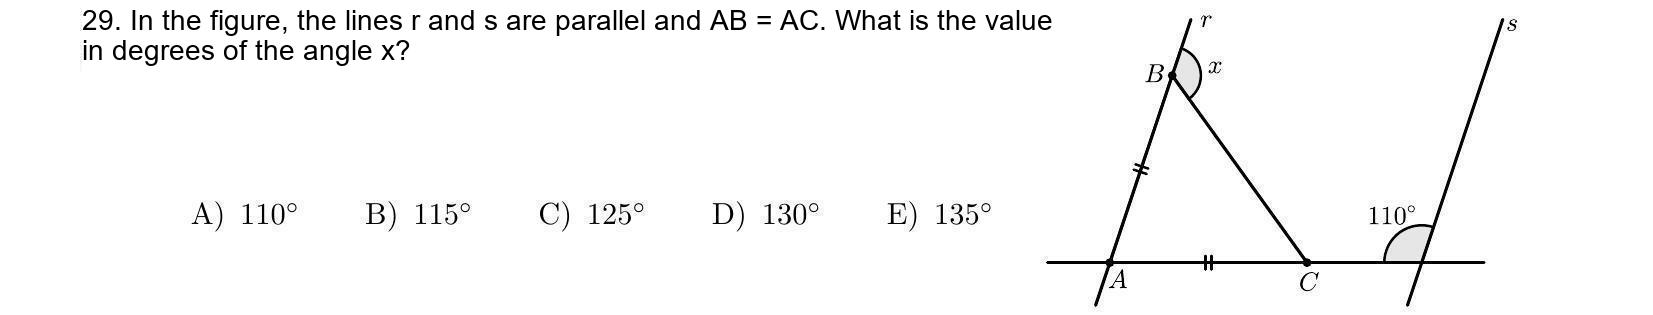 29. In the figure, the lines r and s are parallel and AB = AC. What is the value
in degrees of the angle x?
A) 110° B) 115° C) 125° D) 130° E) 135°
r
s
B
x
110°
A
C